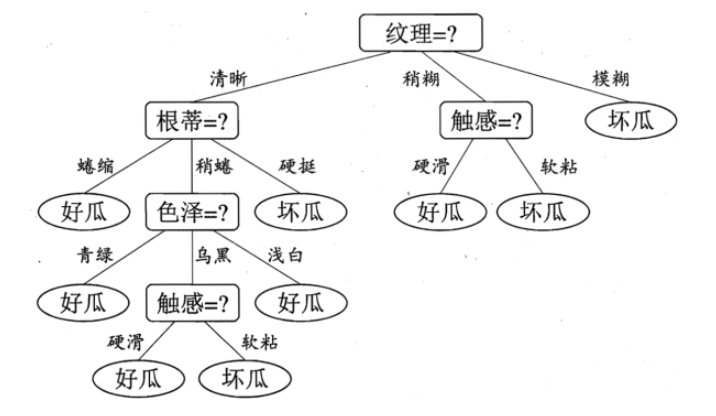 纹理=?
清晰 稍糊 模糊
根蒂=? 触感=? 坏瓜
蜷缩 稍蜷 硬挺 硬滑 软粘
好瓜 色泽=? 坏瓜 好瓜 坏瓜
青绿 乌黑 浅白
好瓜 触感=? 好瓜
硬滑 软粘
好瓜 坏瓜